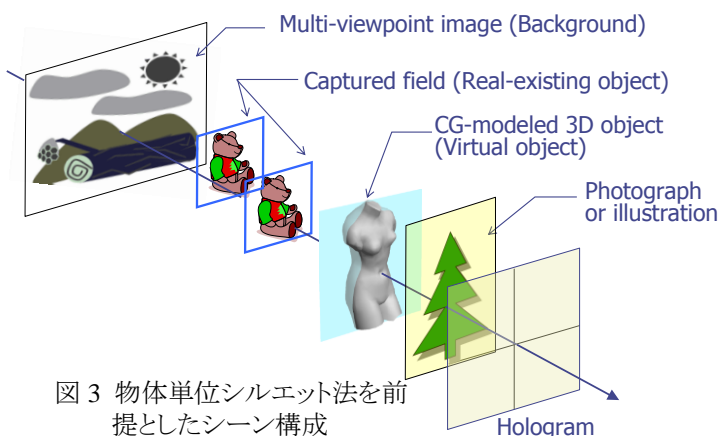 Multi-viewpoint image (Background)
Captured field (Real-existing object)
CG-modeled 3D object
(Virtual object)
Photograph
or illustration
図 3 物体単位シルエット法を前
提としたシーン構成
Hologram